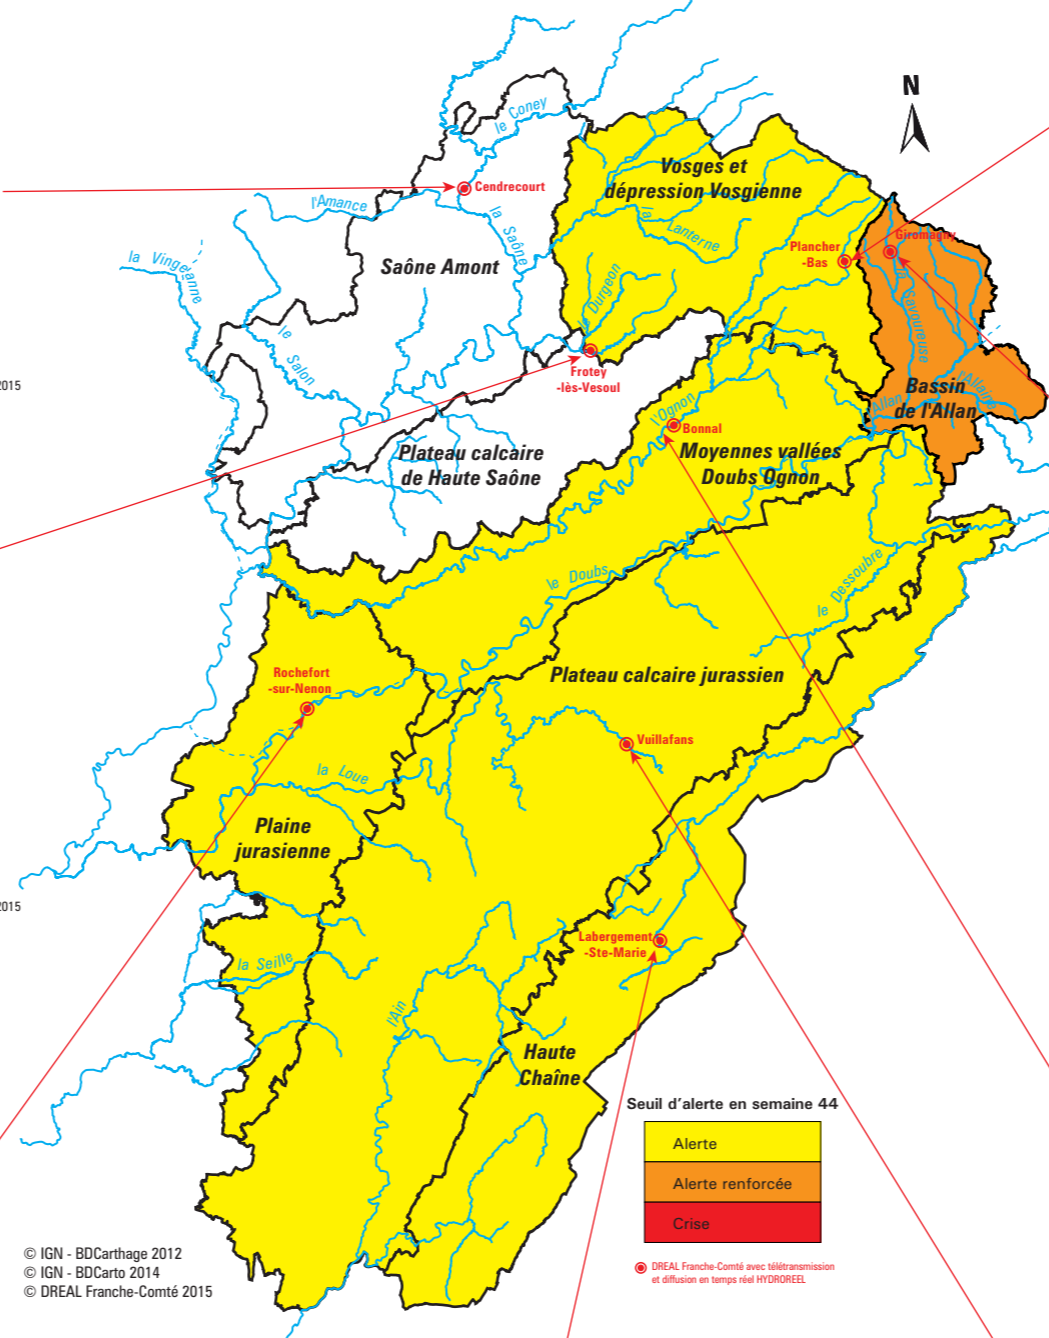 N
le Coney
Vosges et
dépression Vosgienne
Cendrecourt
l'Amance
la Saône
la Lanterne
Giromagny
Plancher
-Bas
la Vingeanne
Saône Amont
le Durgeon
la Savoureuse
le Salon
Frotey
-lès-Vesoul
2015
l'Allaine
Bassin
de l'Allan
l'Allan
l'Ognon
Bonnal
Plateau calcaire
de Haute Saône
Moyennes vallées
Doubs Ognon
le Doubs
le Dessoubre
Rochefort
-sur-Nenon
Plateau calcaire jurassien
Vuillafans
la Loue
Plaine
jurasienne
2015
Labergement
-Ste-Marie
la Seille
l'Ain
Haute
Chaîne
Seuil d'alerte en semaine 44
Alerte
Alerte renforcée
Crise
DREAL Franche-Comté avec télétransmission
et diffusion en temps réel HYDROREEL
© IGN - BDCarthage 2012
© IGN - BDCarto 2014
© DREAL Franche-Comté 2015